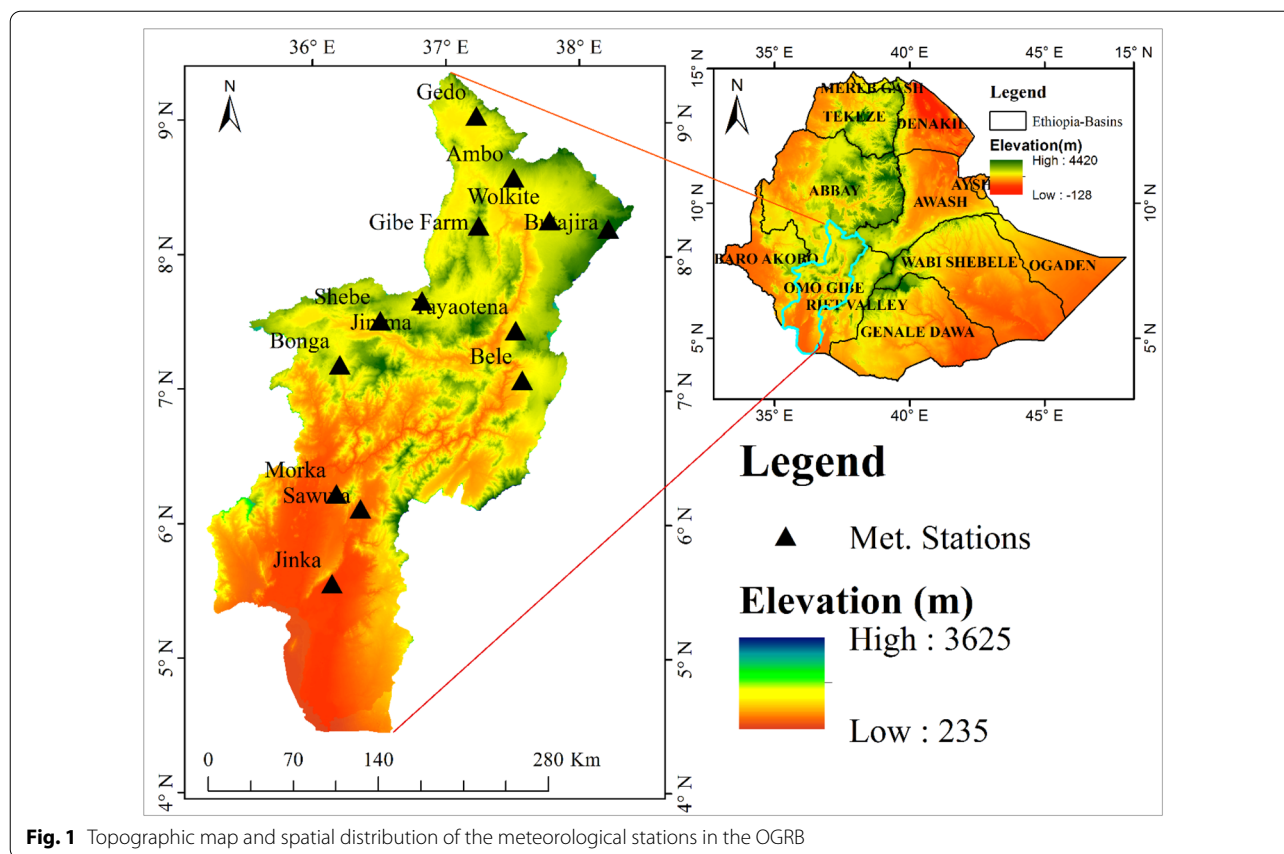 36° E 37° E 38° E
N
9° N
8° N
7° N
6° N
5° N
4° N
9° N
8° N
7° N
6° N
5° N
4° N
Gedo
Ambo
Wolkite
Gibe Farm
Butajira
Shebe
Jimma
Yayaotena
Bonga
Bele
Morka
Sawula
Jinka
0 70 140 280 Km
35° E 40° E 15° N
N
15° N
10° N
5° N
10° N
5° N
35° E 40° E 45° E
MEREB GASH
TEKEZE
DENAKIL
ABBAY
AYSH
AWASH
BARO AKOBO
WABI SHEBELE
OGADEN
OMO GIBE
RIFT VALLEY
GENALE DAWA
Legend
Ethiopia-Basins
Elevation(m)
High : 4420
Low : -128
Legend
Met. Stations
Elevation (m)
High : 3625
Low : 235
Fig. 1 Topographic map and spatial distribution of the meteorological stations in the OGRB